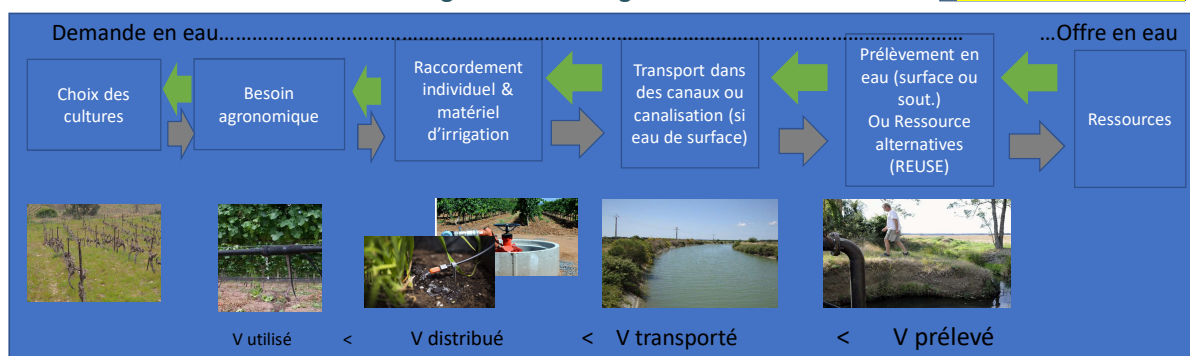 Demande en eau……………………………………………………………………………………………………… …Offre en eau
Choix des
cultures
Besoin
agronomique
Raccordement
individuel &
matériel
d’irrigation
Transport dans
des canaux ou
canalisation (si
eau de surface)
Prélèvement en
eau (surface ou
sout.)
Ou Ressource
alternatives
(REUSE)
Ressources
V utilisé < V distribué < V transporté < V prélevé